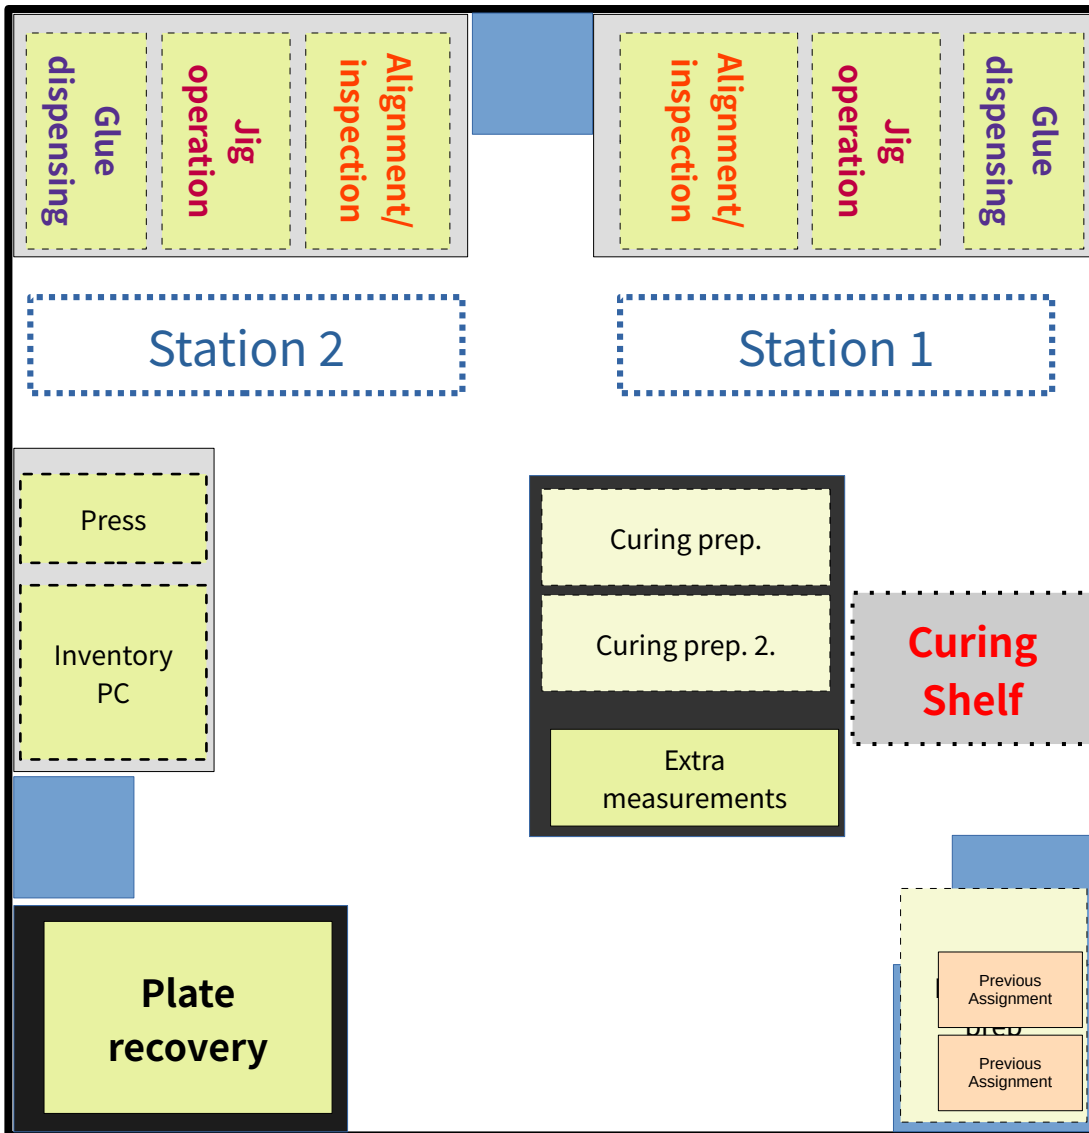 Glue
dispensing
Jig
operation
Alignment/
inspection
Alignment/
inspection
Jig
operation
Glue
dispensing
Station 2
Station 1
Press
Inventory
PC
Curing prep.
Curing prep. 2.
Extra
measurements
Curing
Shelf
Plate
recovery
Previous
Assignment
prep
Previous
Assignment